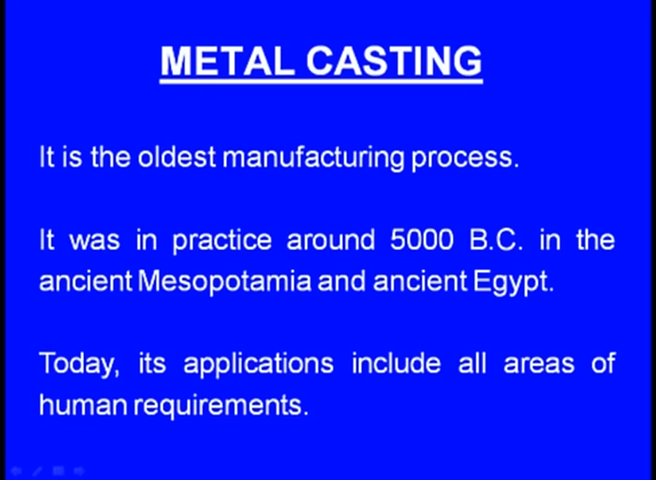 METAL CASTING
It is the oldest manufacturing process.
It was in practice around 5000 B.C. in the
ancient Mesopotamia and ancient Egypt.
Today, its applications include all areas of
human requirements.